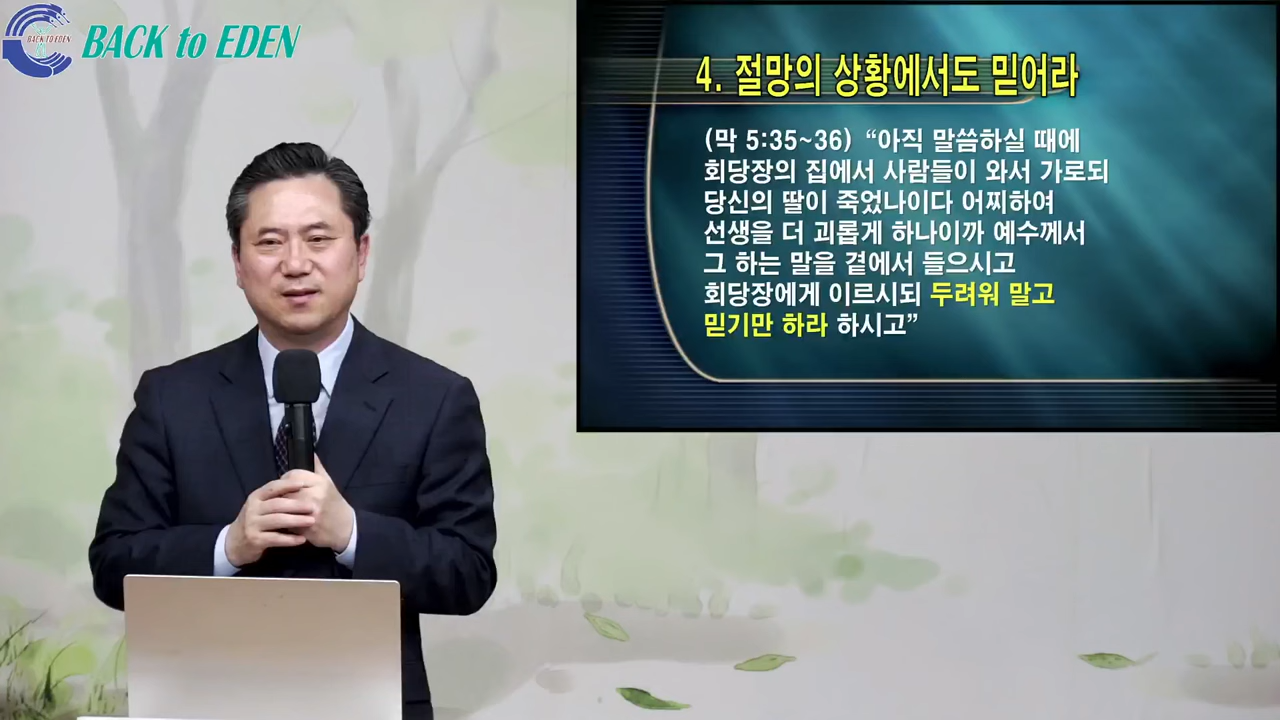 BACK TO EDEN
BACK to EDEN
4. 절망의 상황에서도 믿어라
(막 5:35~36) “아직 말씀하실 때에
회당장의 집에서 사람들이 와서 가로되
당신의 딸이 죽었나이다 어찌하여
선생을 더 괴롭게 하나이까 예수께서
그 하는 말을 곁에서 들으시고
회당장에게 이르시되 두려워 말고
믿기만 하라 하시고”